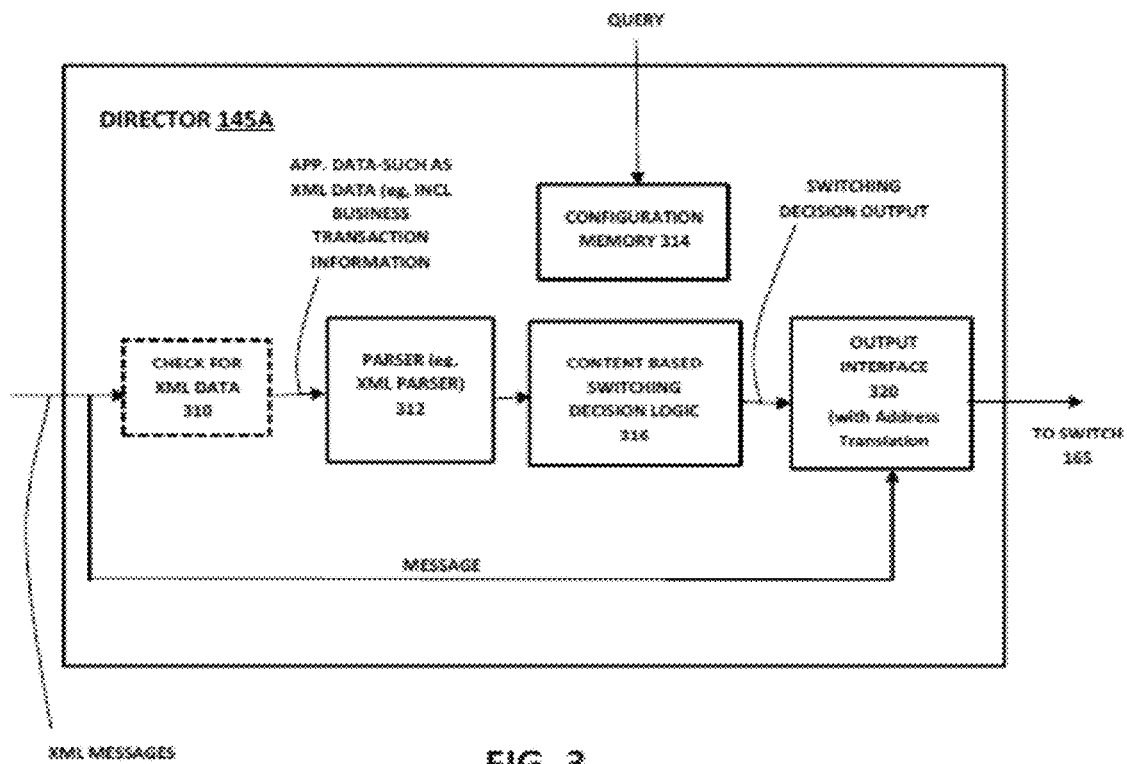 QUERY
DIRECTOR 145A
APP. DATA-SUCH AS
XML DATA (eg, INCL
BUSINESS
TRANSACTION
INFORMATION
CONFIGURATION
MEMORY 314
SWITCHING
DECISION OUTPUT
CHECK FOR
XML DATA
310
PARSER (eg,
XML PARSER)
312
CONTENT BASED
SWITCHING
DECISION LOGIC
316
OUTPUT
INTERFACE
320
(with Address
Translation
TO SWITCH
165
MESSAGE
XML MESSAGES
FIG. 3